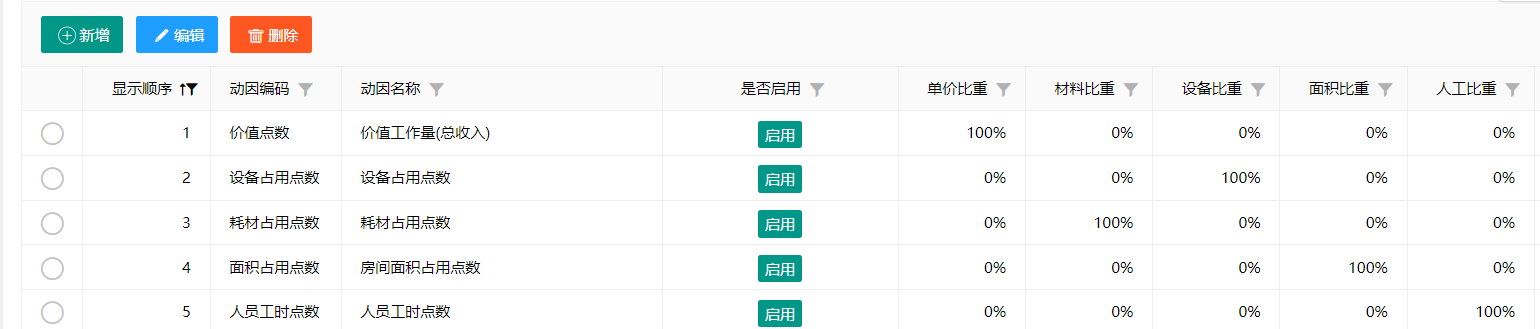 新增 编辑 删除
显示顺序 动因编码 动因名称 是否启用 单价比重 材料比重 设备比重 面积比重 人工比重
1 价值点数 价值工作量(总收入) 启用 100% 0% 0% 0% 0%
2 设备占用点数 设备占用点数 启用 0% 0% 100% 0% 0%
3 耗材占用点数 耗材占用点数 启用 0% 100% 0% 0% 0%
4 面积占用点数 房间面积占用点数 启用 0% 0% 0% 100% 0%
5 人员工时点数 人员工时点数 启用 0% 0% 0% 0% 100%